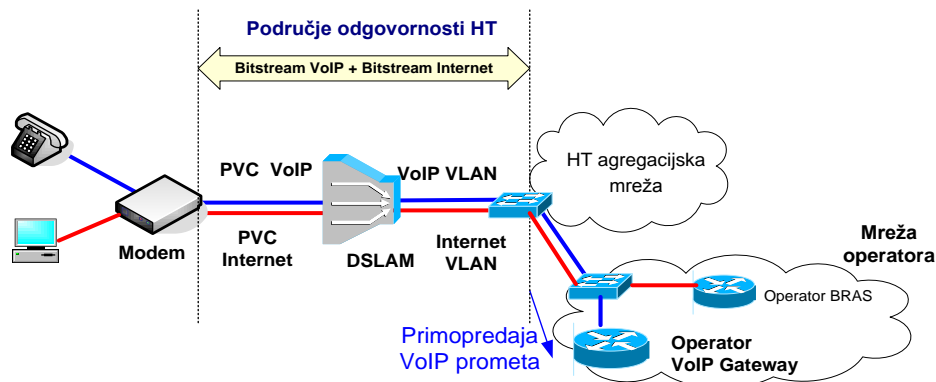 Područje odgovornosti HT
Bitstream VoIP + Bitstream Internet
HT agregacijska
mreža
PVC VoIP
VoIP VLAN
Modem
PVC
Internet
DSLAM
Internet
VLAN
Mreža
operatora
Operator BRAS
Primopredaja
VoIP prometa
Operator
VoIP Gateway